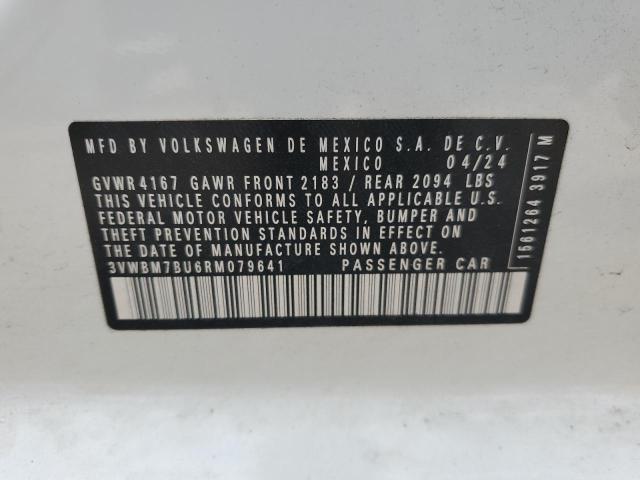 MFD BY VOLKSWAGEN DE MEXICO S.A. DE C.V.
MEXICO 04/24
GVWR 4167 GAWR FRONT 2183 / REAR 2094 LBS
THIS VEHICLE CONFORMS TO ALL APPLICABLE U.S.
FEDERAL MOTOR VEHICLE SAFETY, BUMPER AND
THEFT PREVENTION STANDARDS IN EFFECT ON
THE DATE OF MANUFACTURE SHOWN ABOVE.
3VWBM7BU6RM079641 PASSENGER CAR
1561264 3917 M